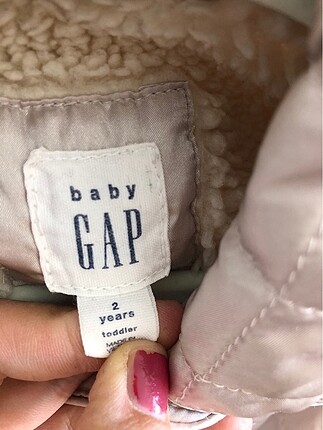 baby
GAP
2
years
toddler
MADE IN